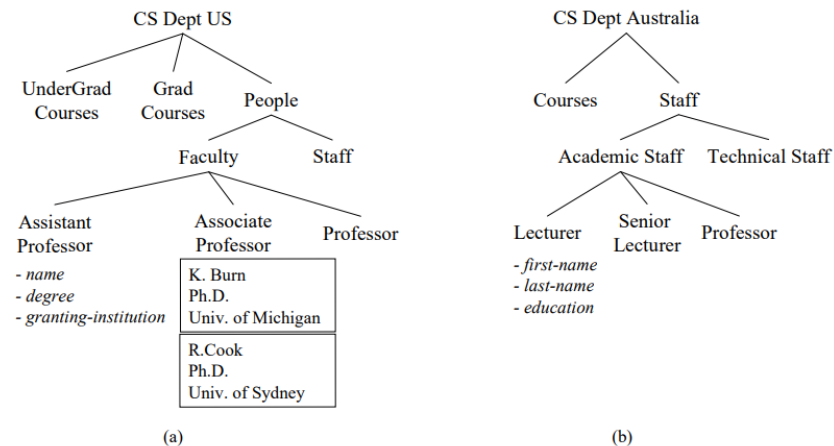 CS Dept US
UnderGrad
Courses
Grad
Courses
People
Faculty
Staff
Assistant
Professor
Associate
Professor
Professor
- name
- degree
- granting-institution
K. Burn
Ph.D.
Univ. of Michigan
R.Cook
Ph.D.
Univ. of Sydney
(a)
CS Dept Australia
Courses
Staff
Academic Staff
Technical Staff
Lecturer
Senior
Lecturer
Professor
- first-name
- last-name
- education
(b)